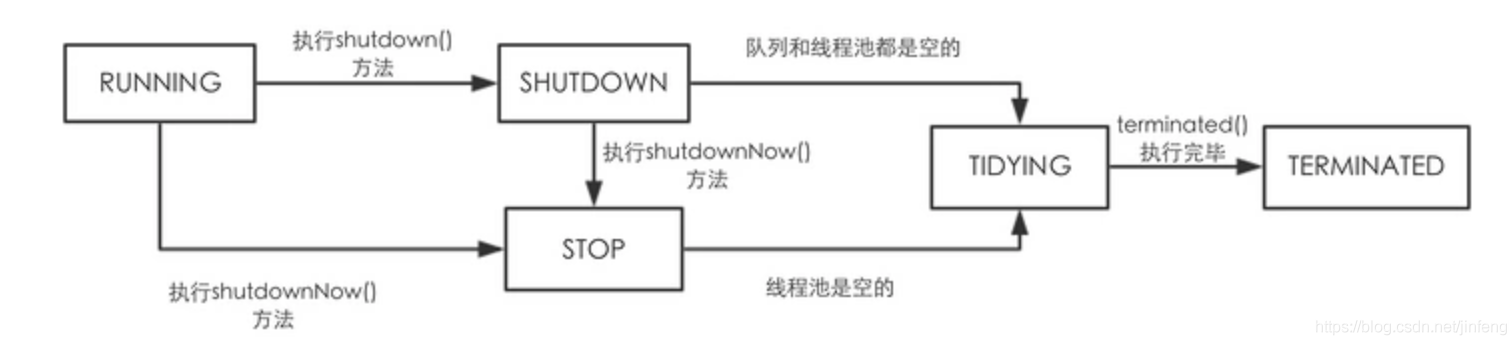 执行shutdown()
方法
队列和线程池都是空的
RUNNING
SHUTDOWN
terminated()
执行完毕
执行shutdownNow()
方法
TIDYING
TERMINATED
STOP
执行shutdownNow()
方法
线程池是空的
https://blog.csdn.net/jinfeng